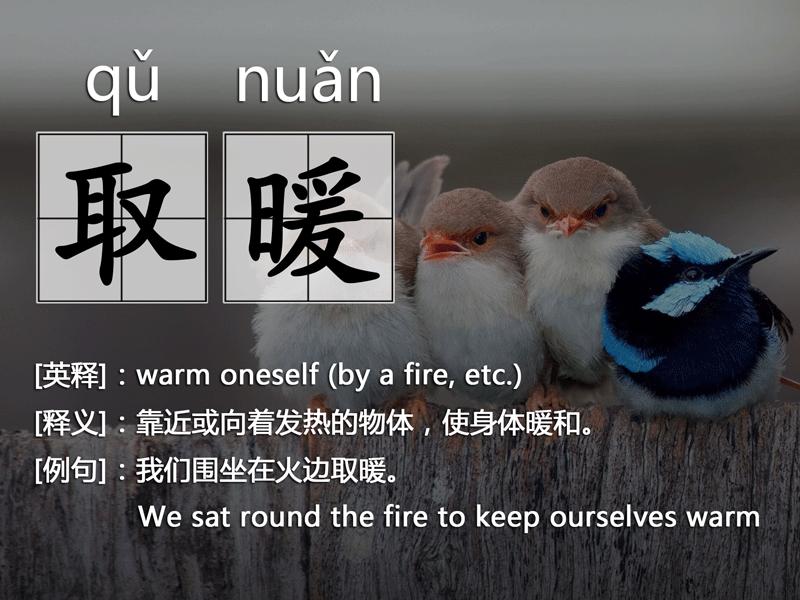 qǔ nuǎn
取暖
[英释]：warm oneself (by a fire, etc.)
[释义]：靠近或向着发热的物体，使身体暖和。
[例句]：我们围坐在火边取暖。
We sat round the fire to keep ourselves warm